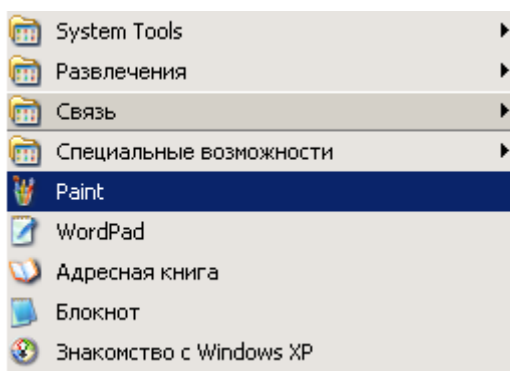 System Tools
Развлечения
Связь
Специальные возможности
Paint
WordPad
Адресная книга
Блокнот
Знакомство с Windows XP